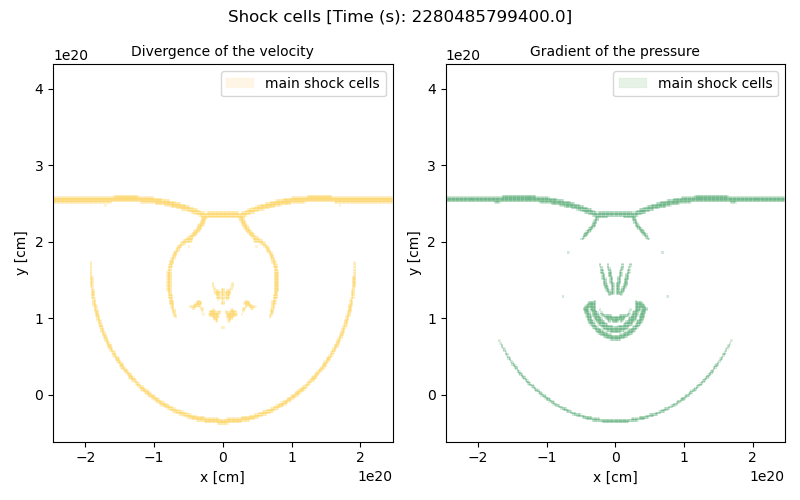 Shock cells [Time (s): 2280485799400.0]
Divergence of the velocity
Gradient of the pressure
1e20
1e20
main shock cells
main shock cells
4
3
2
1
0
y [cm]
−2
−1
0
1
2
1e20
x [cm]
4
3
2
1
0
y [cm]
−2
−1
0
1
2
1e20
x [cm]